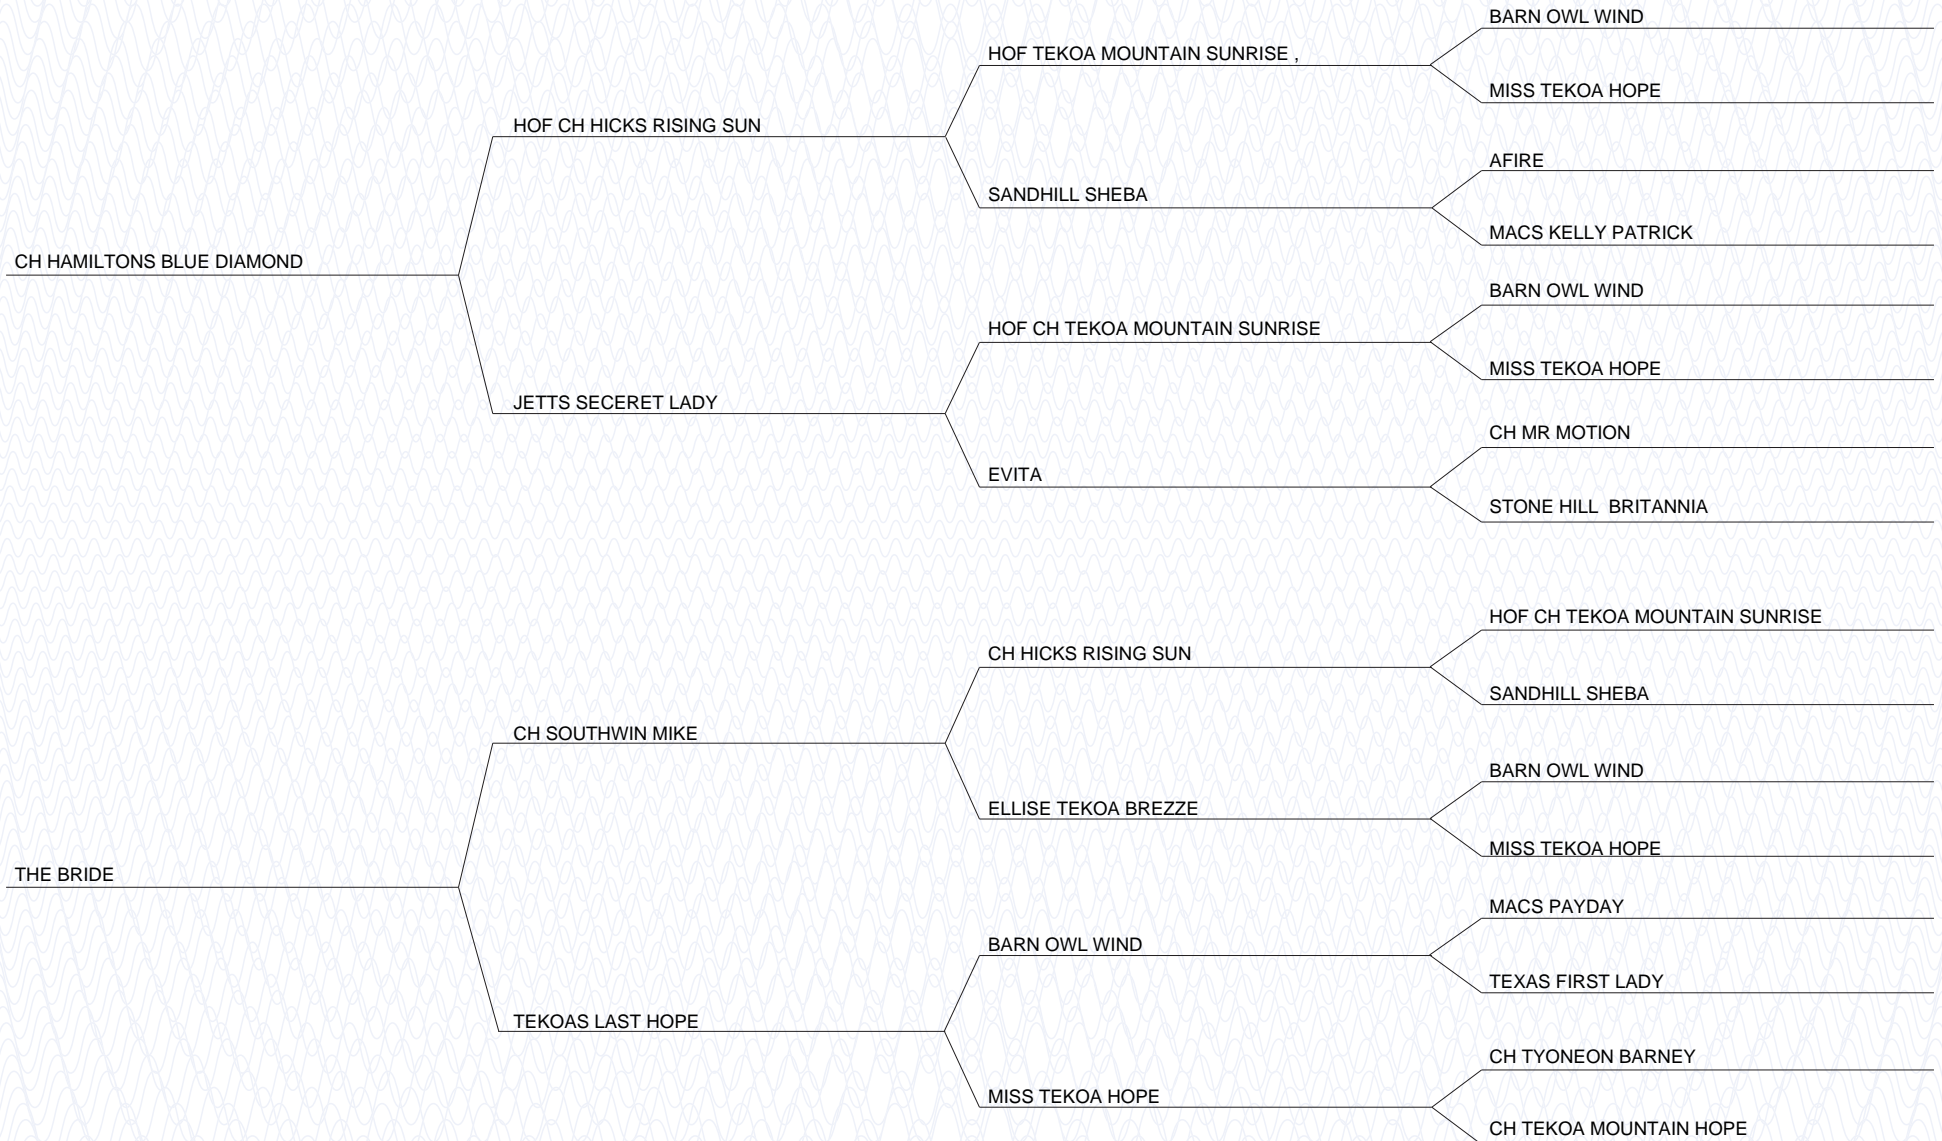 BARN OWL WIND
HOF TEKOA MOUNTAIN SUNRISE ,
MISS TEKOA HOPE
HOF CH HICKS RISING SUN
AFIRE
SANDHILL SHEBA
MACS KELLY PATRICK
CH HAMILTONS BLUE DIAMOND
BARN OWL WIND
HOF CH TEKOA MOUNTAIN SUNRISE
MISS TEKOA HOPE
JETTS SECERET LADY
CH MR MOTION
EVITA
STONE HILL  BRITANNIA
HOF CH TEKOA MOUNTAIN SUNRISE
CH HICKS RISING SUN
SANDHILL SHEBA
CH SOUTHWIN MIKE
BARN OWL WIND
ELLISE TEKOA BREZZE
MISS TEKOA HOPE
THE BRIDE
MACS PAYDAY
BARN OWL WIND
TEXAS FIRST LADY
TEKOAS LAST HOPE
CH TYONEON BARNEY
MISS TEKOA HOPE
CH TEKOA MOUNTAIN HOPE